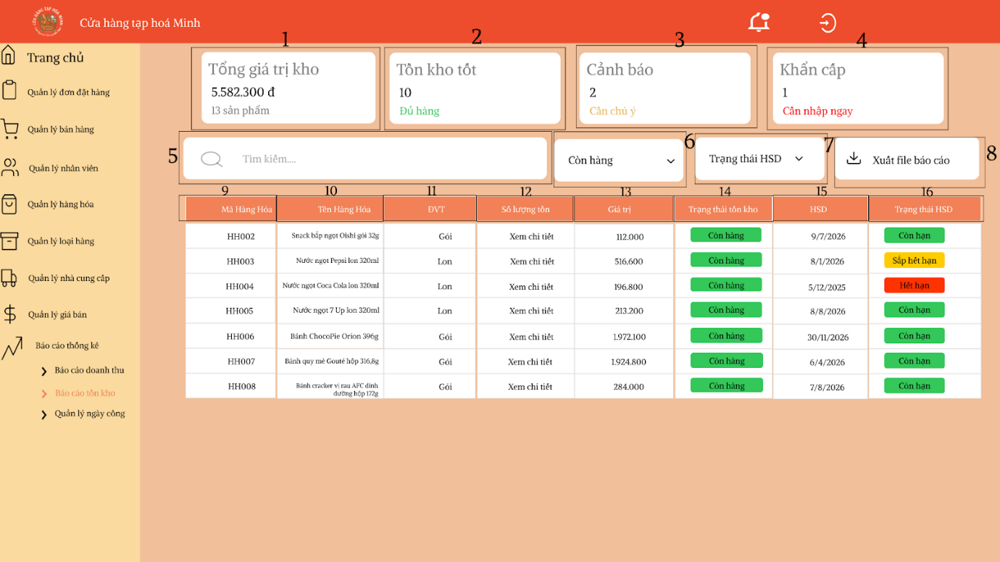 Cửa hàng tạp hoá Minh
1
2
3
4
Trang chủ
Quản lý đơn đặt hàng
Quản lý bán hàng
Quản lý nhân viên
Quản lý hàng hóa
Quản lý loại hàng
Quản lý nhà cung cấp
Quản lý giá bán
Báo cáo thống kê
Báo cáo doanh thu
Báo cáo tồn kho
Quản lý ngày công
Tổng giá trị kho
5.582.300 đ
13 sản phẩm
Tồn kho tốt
10
Đủ hàng
Cảnh báo
2
Cần chú ý
Khẩn cấp
1
Cần nhập ngay
5
Tìm kiếm....
Còn hàng
6
Trạng thái HSD
7
Xuất file báo cáo
8
9 10 11 12 13 14 15 16
Mã Hàng Hóa Tên Hàng Hóa ĐVT Số lượng tồn Giá trị Trạng thái tồn kho HSD Trạng thái HSD
HH002 Snack bắp ngọt Oishi gói 32g Gói Xem chi tiết 112.000 Còn hàng 9/7/2026 Còn hạn
HH003 Nước ngọt Pepsi lon 320ml Lon Xem chi tiết 516.600 Còn hàng 8/1/2026 Sắp hết hạn
HH004 Nước ngọt Coca Cola lon 320ml Lon Xem chi tiết 196.800 Còn hàng 5/12/2025 Hết hạn
HH005 Nước ngọt 7 Up lon 320ml Lon Xem chi tiết 213.200 Còn hàng 8/8/2026 Còn hạn
HH006 Bánh ChocoPie Orion 396g Gói Xem chi tiết 1.972.100 Còn hàng 30/11/2026 Còn hạn
HH007 Bánh quy mè Gouté hộp 316,8g Gói Xem chi tiết 1.924.800 Còn hàng 6/4/2026 Còn hạn
HH008 Bánh cracker vị rau AFC dinh dưỡng hộp 172g Gói Xem chi tiết 284.000 Còn hàng 7/8/2026 Còn hạn